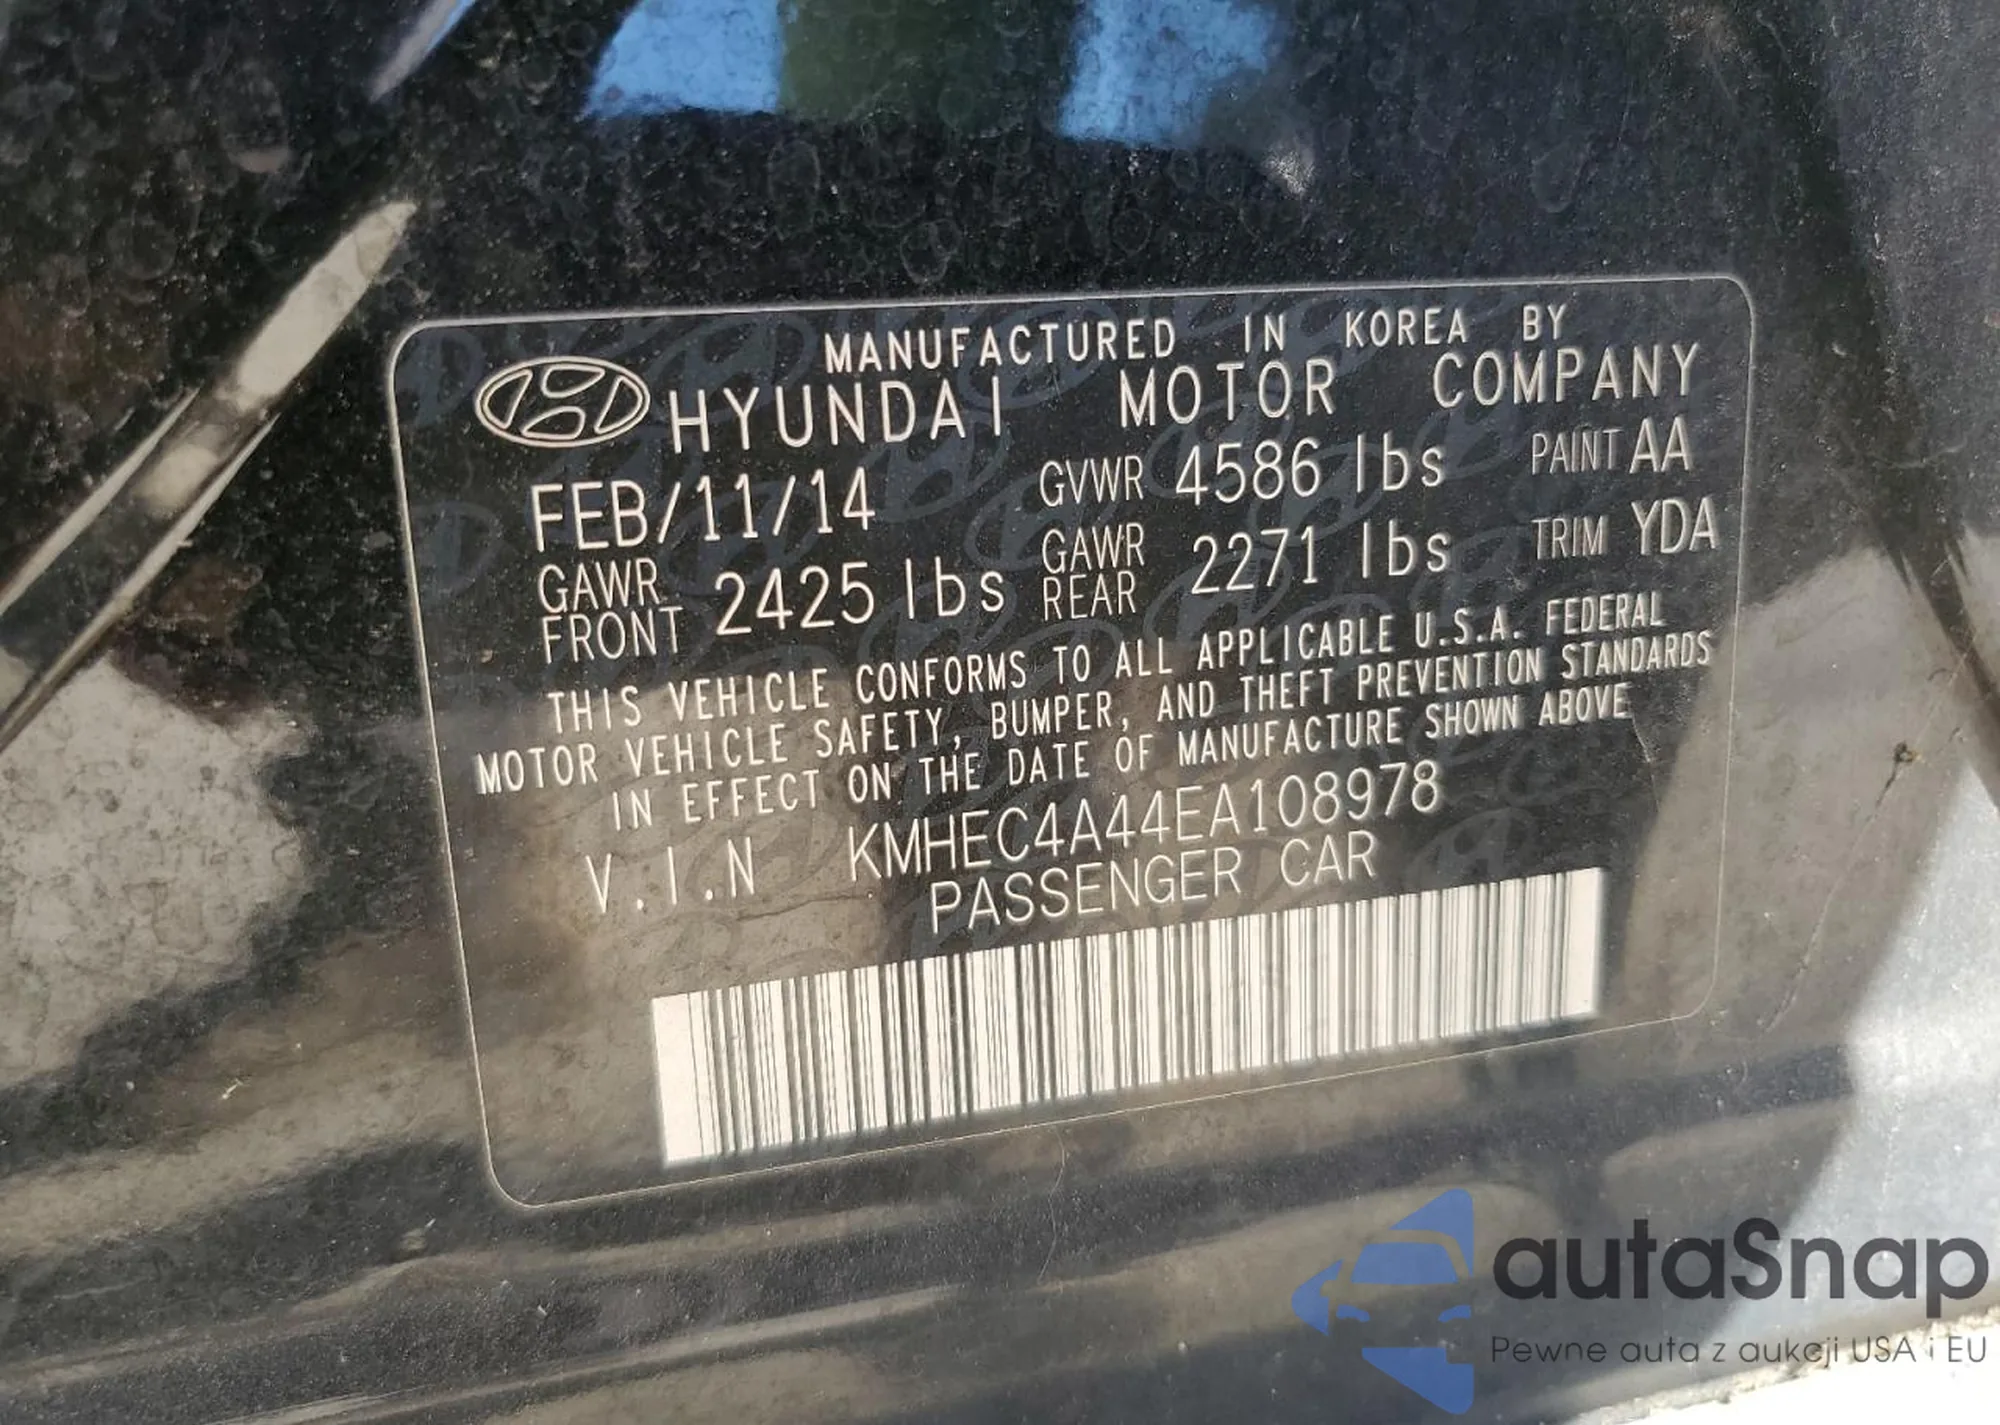 MANUFACTURED IN KOREA BY
HYUNDAI MOTOR COMPANY
FEB/11/14 GVWR 4586 lbs PAINT AA
GAWR FRONT 2425 lbs GAWR REAR 2271 lbs TRIM YDA
THIS VEHICLE CONFORMS TO ALL APPLICABLE U.S.A. FEDERAL
MOTOR VEHICLE SAFETY, BUMPER, AND THEFT PREVENTION STANDARDS
IN EFFECT ON THE DATE OF MANUFACTURE SHOWN ABOVE
V.I.N KMHEC4A44EA108978
PASSENGER CAR
autaSnap
Pewne auta z aukcji USA i EU